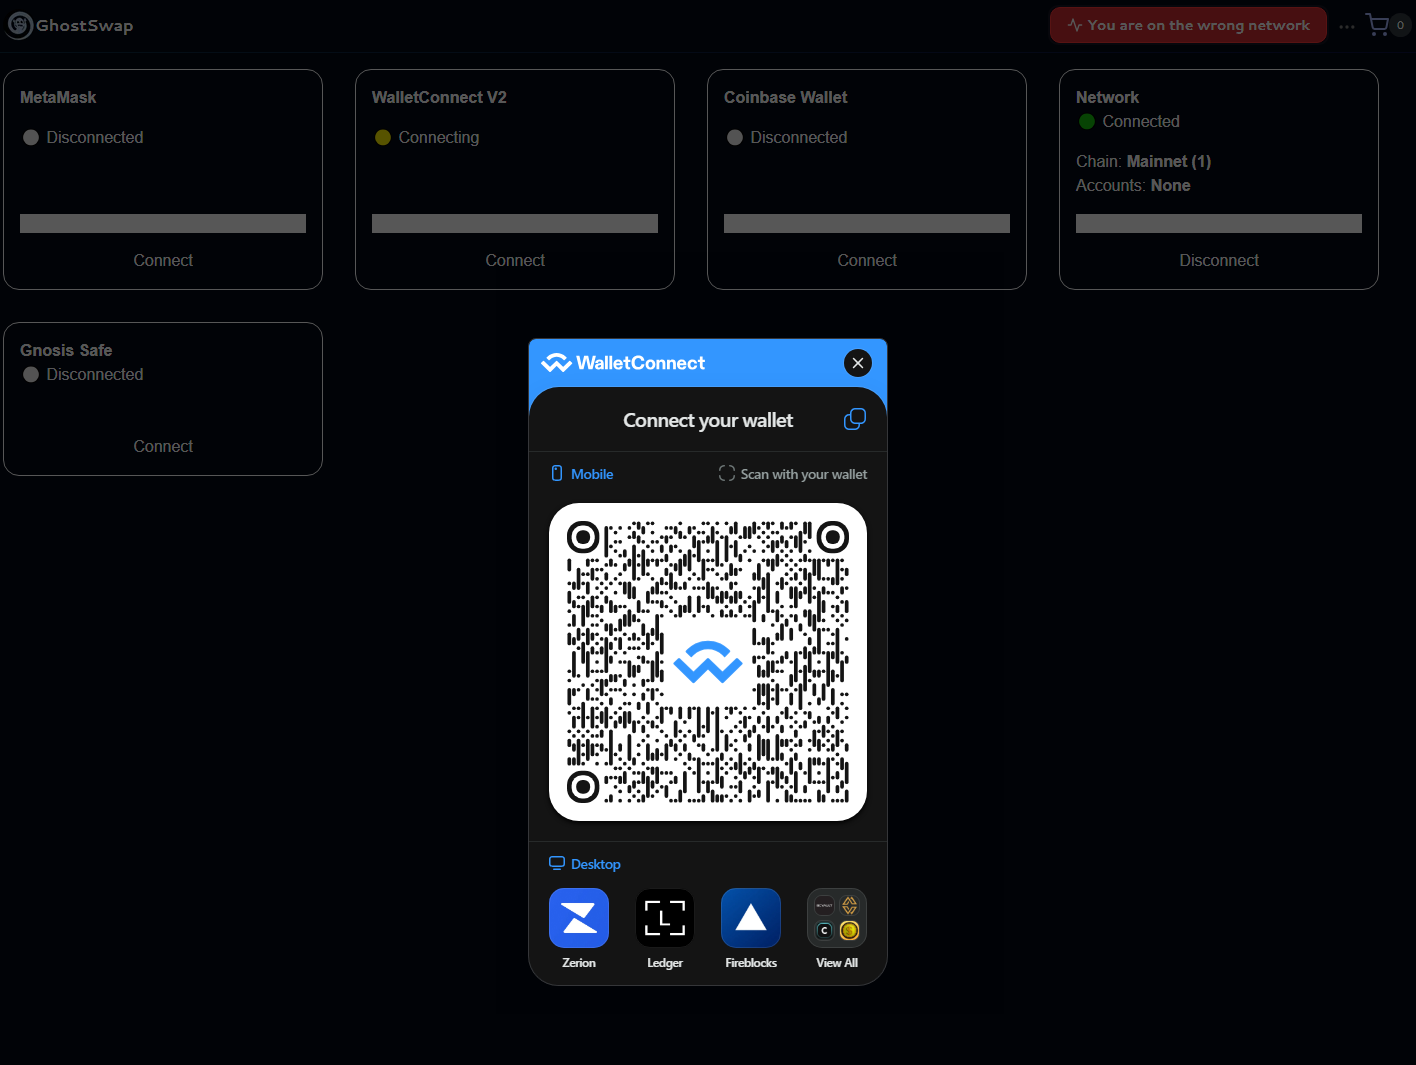 GhostSwap
You are on the wrong network
0
MetaMask
Disconnected
Connect
WalletConnect V2
Connecting
Connect
Coinbase Wallet
Disconnected
Connect
Network
Connected
Chain: Mainnet (1)
Accounts: None
Disconnect
Gnosis Safe
Disconnected
Connect
WalletConnect
Connect your wallet
Mobile
Scan with your wallet
Desktop
Zerion
L
Ledger
Fireblocks
C
View All